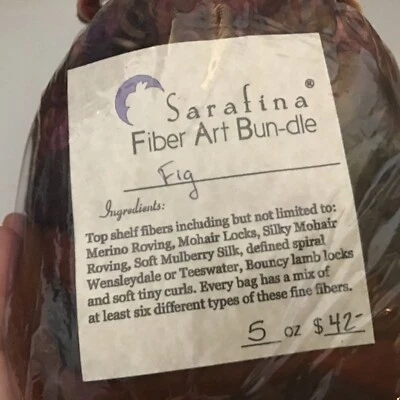 Sarafina®
Fiber Art Bun-dle
Fig
Ingredients:
Top shelf fibers including but not limited to:
Merino Roving, Mohair Locks, Silky Mohair
Roving, Soft Mulberry Silk, defined spiral
Wensleydale or Teeswater, Bouncy lamb locks
and soft tiny curls. Every bag has a mix of
at least six different types of these fine fibers.
5 oz $42-